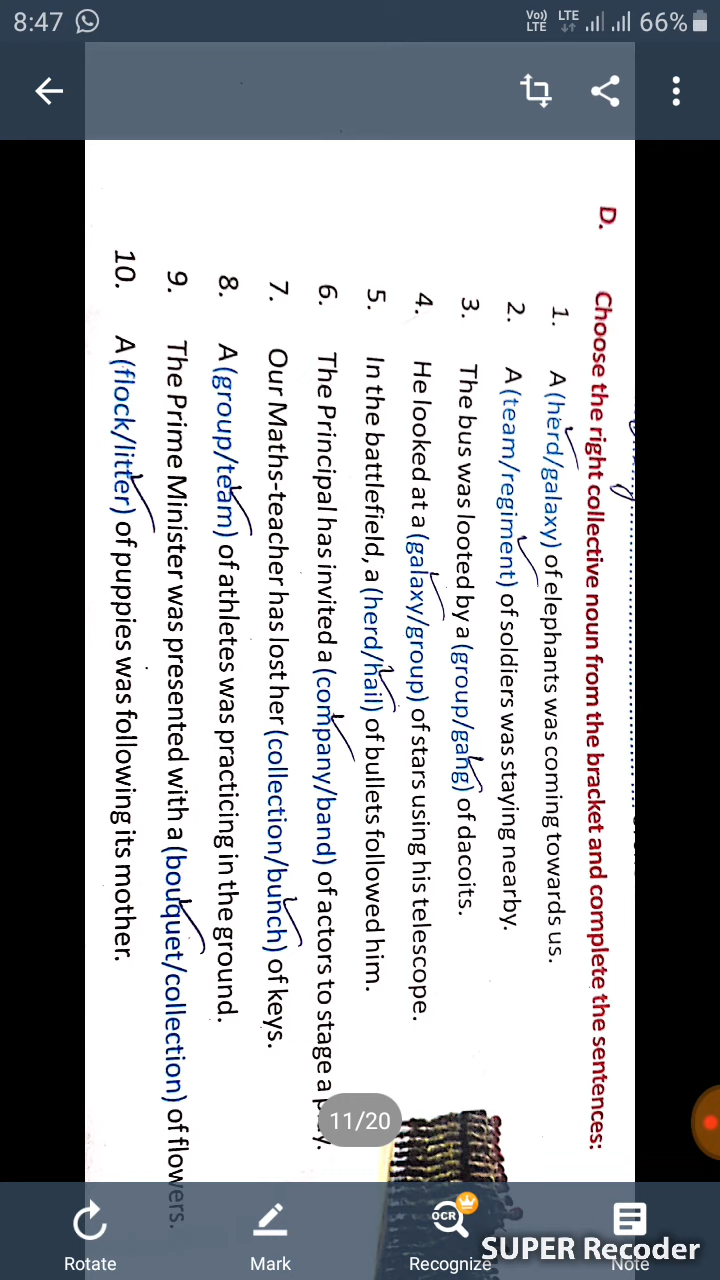 8:47
Vo)) LTE LTE 66%
D. Choose the right collective noun from the bracket and complete the sentences:
1. A (herd/galaxy) of elephants was coming towards us.
2. A (team/regiment) of soldiers was staying nearby.
3. The bus was looted by a (group/gang) of dacoits.
4. He looked at a (galaxy/group) of stars using his telescope.
5. In the battlefield, a (herd/hail) of bullets followed him.
6. The Principal has invited a (company/band) of actors to stage a
7. Our Maths-teacher has lost her (collection/bunch) of keys.
8. A (group/team) of athletes was practicing in the ground.
9. The Prime Minister was presented with a (bouquet/collection) of flowers.
10. A (flock/litter) of puppies was following its mother.
11/20
OCR
Rotate Mark Recognize Note
SUPER Recoder